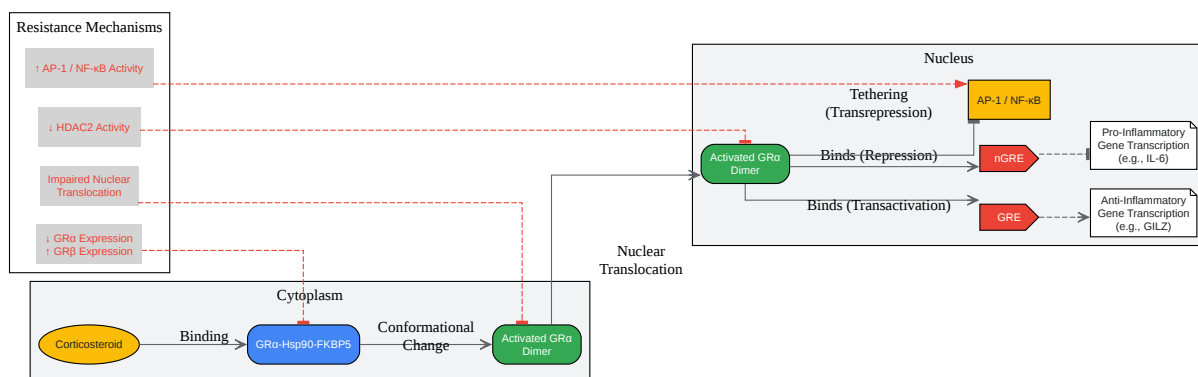 Resistance Mechanisms
↑ AP-1 / NF-κB Activity
↓ HDAC2 Activity
Impaired Nuclear
Translocation
↓ GRα Expression
↑ GRβ Expression
Cytoplasm
Corticosteroid
Binding
GRα-Hsp90-FKBP5
Conformational
Change
Activated GRα
Dimer
Nuclear
Translocation
Nucleus
Tethering
(Transrepression)
AP-1 / NF-κB
Activated GRα
Dimer
Binds (Repression)
nGRE
Pro-Inflammatory
Gene Transcription
(e.g., IL-6)
Binds (Transactivation)
GRE
Anti-Inflammatory
Gene Transcription
(e.g., GILZ)